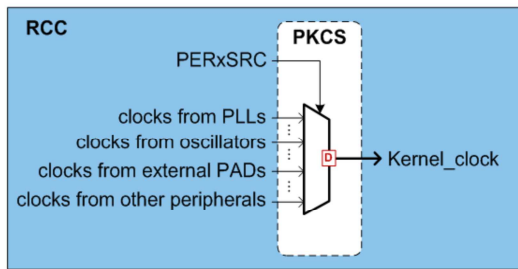 RCC
PKCS
PERxSRC
clocks from PLLs
clocks from oscillators
clocks from external PADs
clocks from other peripherals
D
Kernel_clock